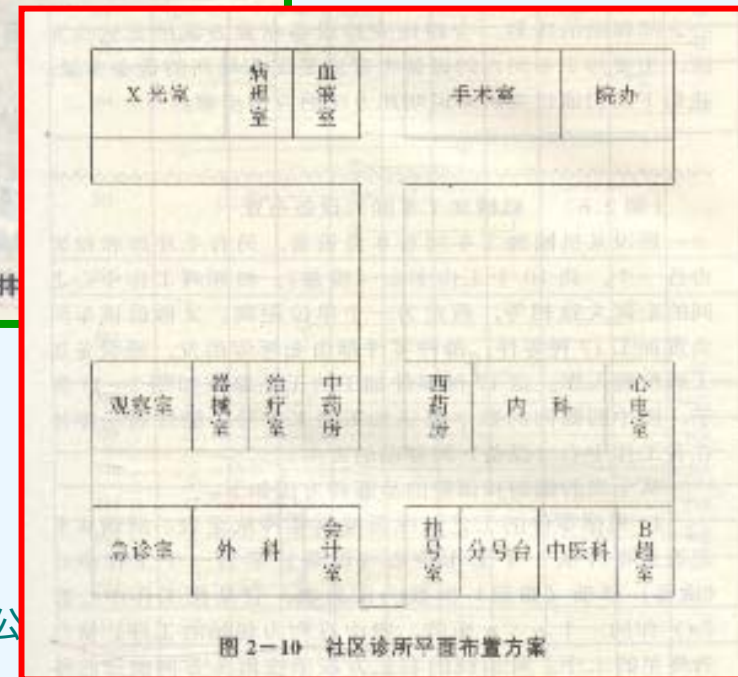 X光室 病理室 血液室 手术室 院办
观察室 器械室 治疗室 中药房 西药房 内 科 心电室
急诊室 外 科 会计室 挂号室 分号台 中医科 B超室
图 2-10 社区诊所平面布置方案
公